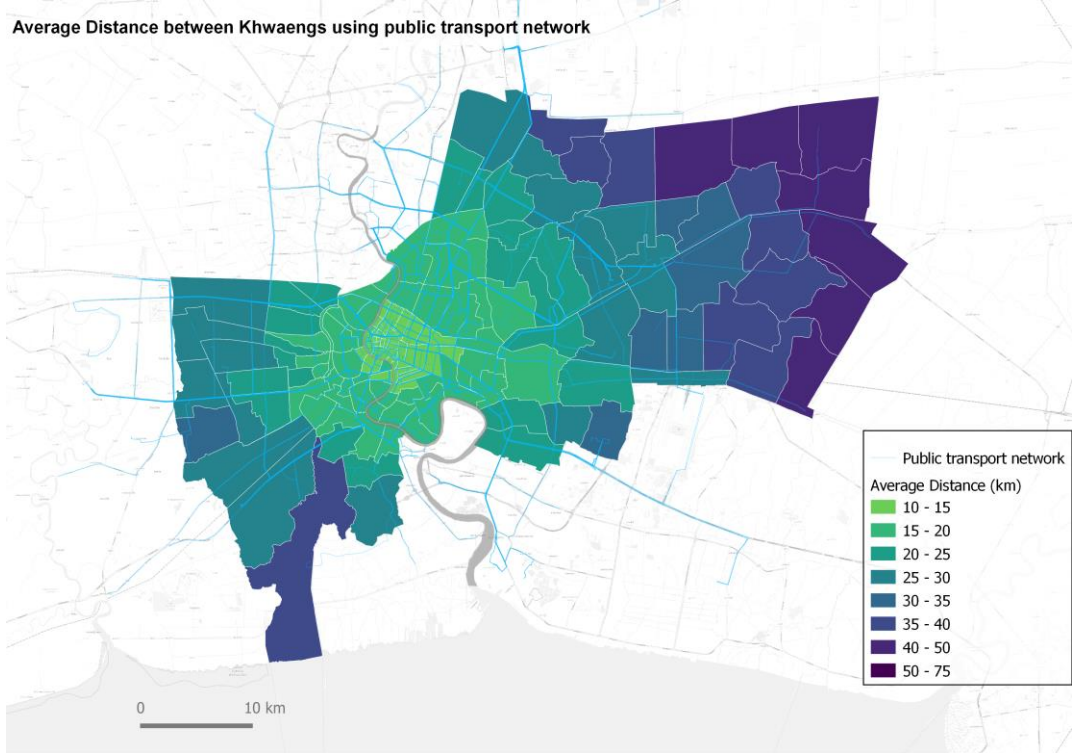 Average Distance between Khwaengs using public transport network
Public transport network
Average Distance (km)
10 - 15
15 - 20
20 - 25
25 - 30
30 - 35
35 - 40
40 - 50
50 - 75
0 10 km